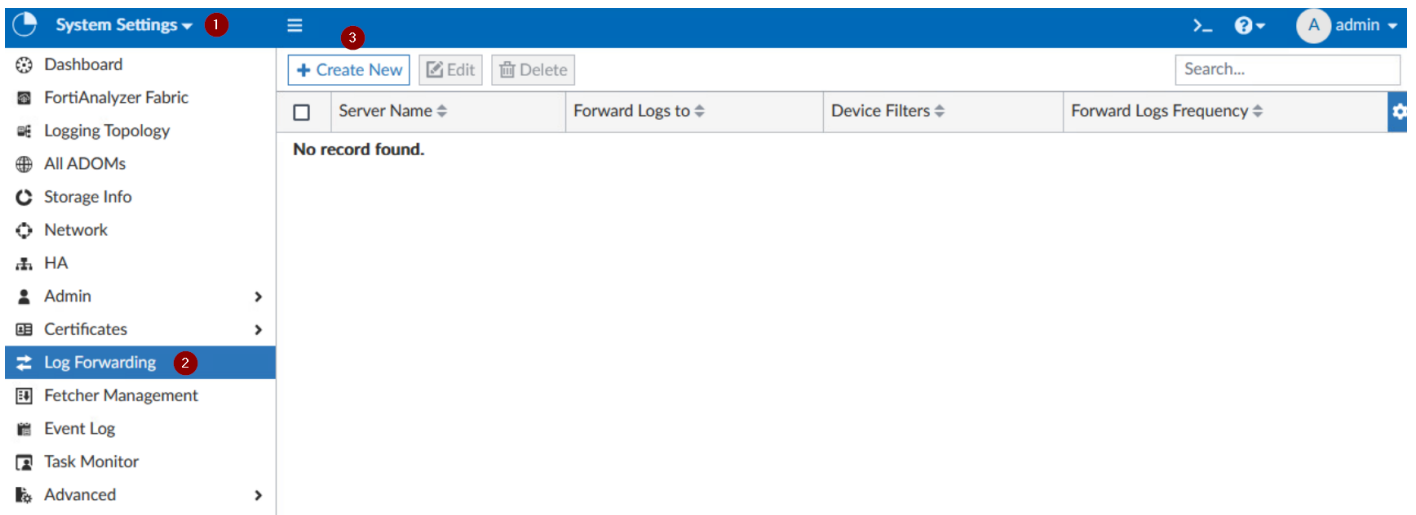 System Settings 1
>_ ? A admin
Dashboard
FortiAnalyzer Fabric
Logging Topology
All ADOMs
Storage Info
Network
HA
Admin
Certificates
Log Forwarding 2
Fetcher Management
Event Log
Task Monitor
Advanced
3
+ Create New Edit Delete Search...
Server Name Forward Logs to Device Filters Forward Logs Frequency
No record found.